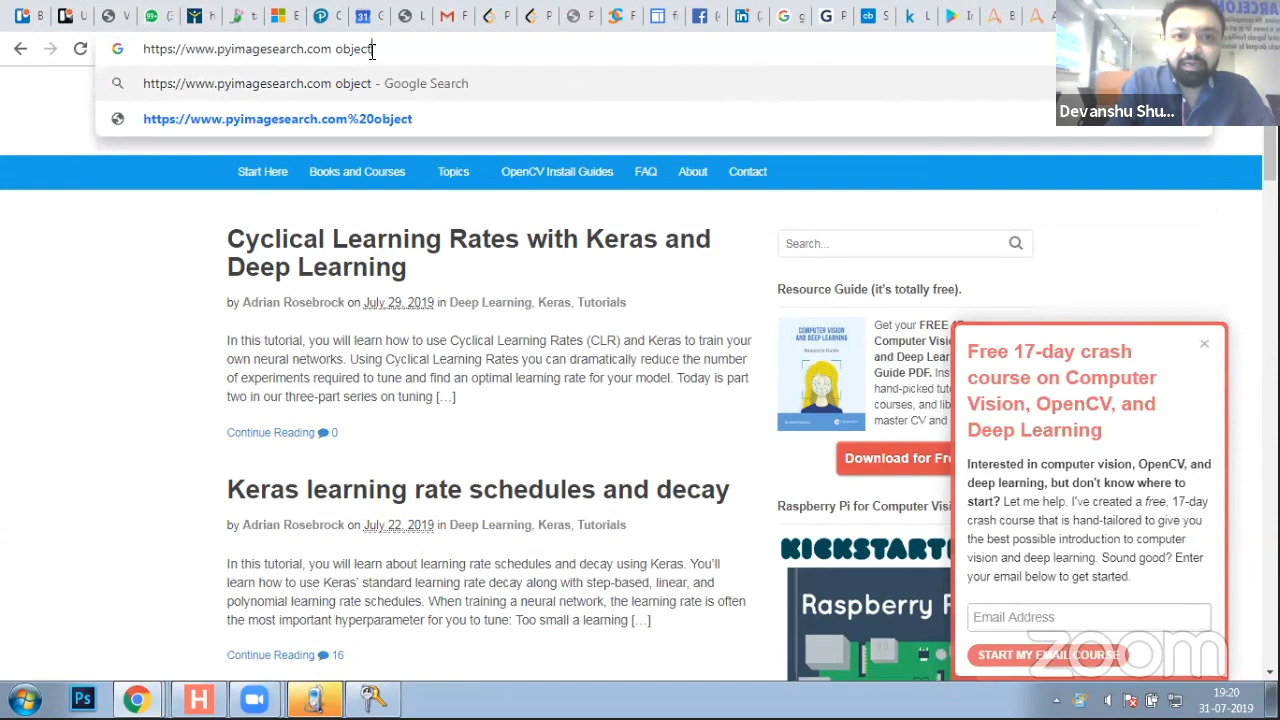 https://www.pyimagesearch.com object
https://www.pyimagesearch.com object - Google Search
https://www.pyimagesearch.com%20object
Devanshu Shu...
Start Here Books and Courses Topics OpenCV Install Guides FAQ About Contact
Cyclical Learning Rates with Keras and
Deep Learning
by Adrian Rosebrock on July 29, 2019 in Deep Learning, Keras, Tutorials
In this tutorial, you will learn how to use Cyclical Learning Rates (CLR) and Keras to train your
own neural networks. Using Cyclical Learning Rates you can dramatically reduce the number
of experiments required to tune and find an optimal learning rate for your model. Today is part
two in our three-part series on tuning […]
Continue Reading 0
Keras learning rate schedules and decay
by Adrian Rosebrock on July 22, 2019 in Deep Learning, Keras, Tutorials
In this tutorial, you will learn about learning rate schedules and decay using Keras. You'll
learn how to use Keras' standard learning rate decay along with step-based, linear, and
polynomial learning rate schedules. When training a neural network, the learning rate is often
the most important hyperparameter for you to tune: Too small a learning […]
Continue Reading 16
Search...
Resource Guide (it's totally free).
COMPUTER VISION
AND DEEP LEARNING
Resource Guide
Get your FREE
Computer Visi
and Deep Lear
Guide PDF. Ins
hand-picked tut
courses, and lib
master CV and
Download for Fre
Raspberry Pi for Computer Visi
KICKSTART
Raspberry P
Free 17-day crash
course on Computer
Vision, OpenCV, and
Deep Learning
Interested in computer vision, OpenCV, and
deep learning, but don't know where to
start? Let me help. I've created a free, 17-day
crash course that is hand-tailored to give you
the best possible introduction to computer
vision and deep learning. Sound good? Enter
your email below to get started.
Email Address
START MY EMAIL COURSE
zoom
Ps
H
19:20
31-07-2019